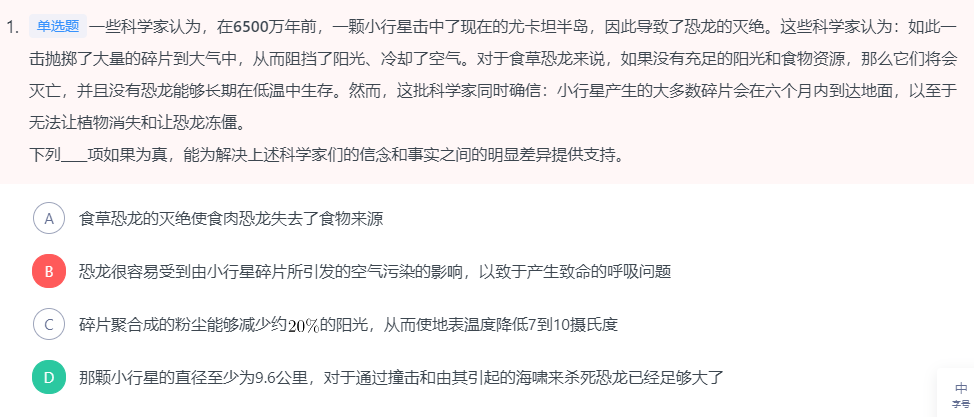 1. 单选题 一些科学家认为，在6500万年前，一颗小行星击中了现在的尤卡坦半岛，因此导致了恐龙的灭绝。这些科学家认为：如此一
击抛掷了大量的碎片到大气中，从而阻挡了阳光、冷却了空气。对于食草恐龙来说，如果没有充足的阳光和食物资源，那么它们将会
灭亡，并且没有恐龙能够长期在低温中生存。然而，这批科学家同时确信：小行星产生的大多数碎片会在六个月内到达地面，以至于
无法让植物消失和让恐龙冻僵。
下列___项如果为真，能为解决上述科学家们的信念和事实之间的明显差异提供支持。
A 食草恐龙的灭绝使食肉恐龙失去了食物来源
B 恐龙很容易受到由小行星碎片所引发的空气污染的影响，以致于产生致命的呼吸问题
C 碎片聚合成的粉尘能够减少约20%的阳光，从而使地表温度降低7到10摄氏度
D 那颗小行星的直径至少为9.6公里，对于通过撞击和由其引起的海啸来杀死恐龙已经足够大了
中
字号